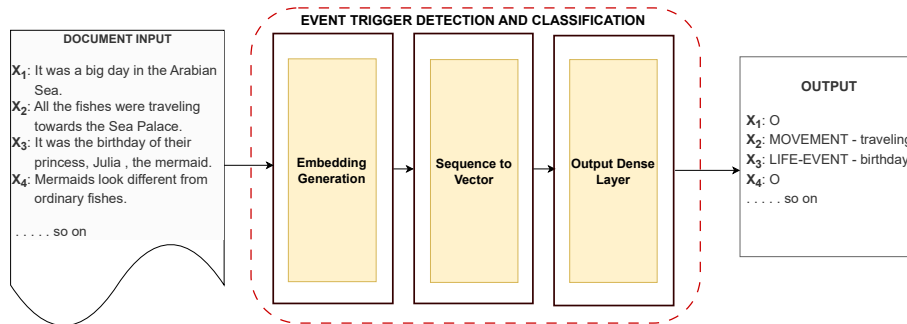 EVENT TRIGGER DETECTION AND CLASSIFICATION
DOCUMENT INPUT
X1: It was a big day in the Arabian
Sea.
X2: All the fishes were traveling
towards the Sea Palace.
X3: It was the birthday of their
princess, Julia , the mermaid.
X4: Mermaids look different from
ordinary fishes.
. . . . . so on
Embedding
Generation
Sequence to
Vector
Output Dense
Layer
OUTPUT
X1: O
X2: MOVEMENT - traveling
X3: LIFE-EVENT - birthday
X4: O
. . . . . so on